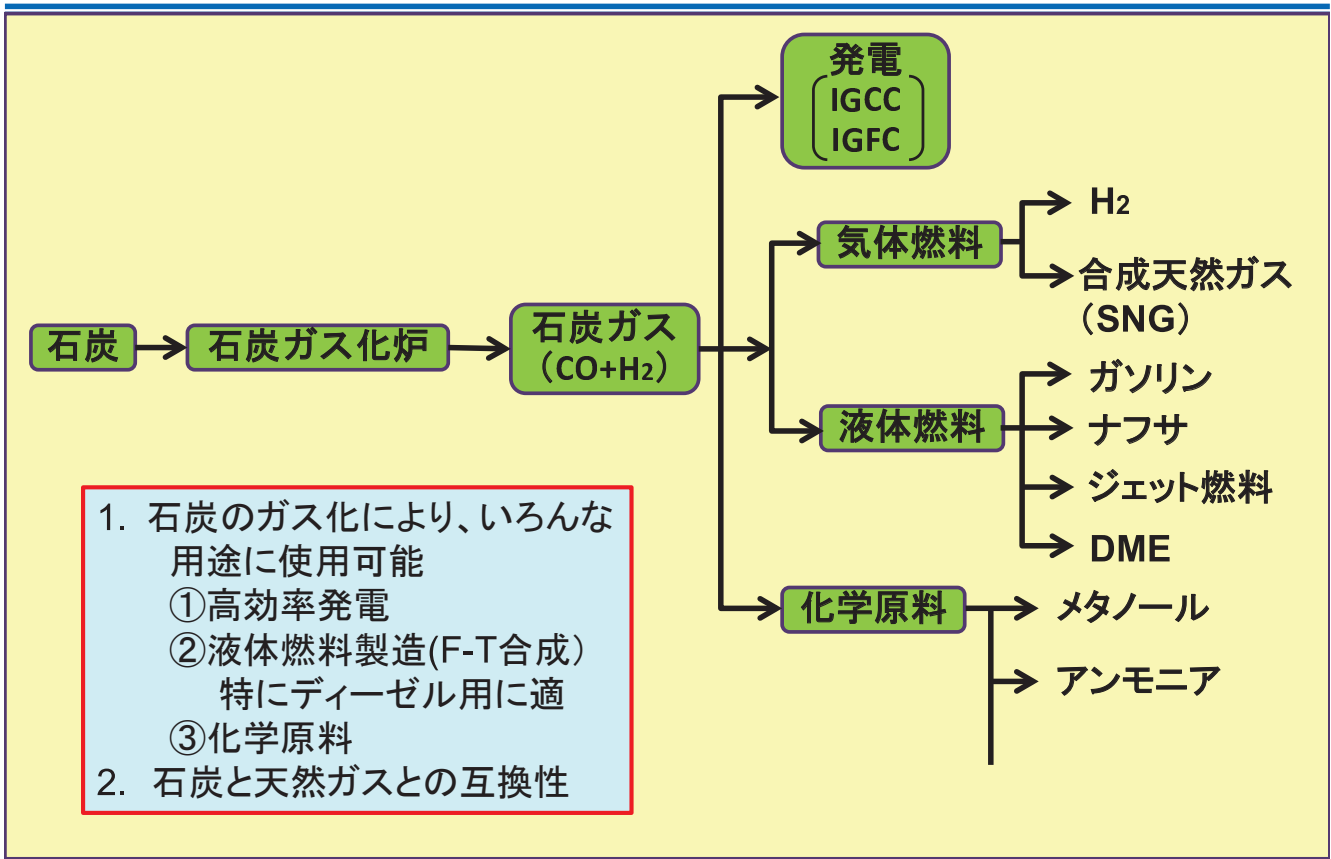 発電
IGCC
IGFC
H2
気体燃料
合成天然ガス
（SNG）
石炭
石炭ガス化炉
石炭ガス
（CO+H2）
ガソリン
液体燃料
ナフサ
ジェット燃料
DME
化学原料
メタノール
アンモニア
1. 石炭のガス化により、いろんな
用途に使用可能
①高効率発電
②液体燃料製造(F-T合成）
特にディーゼル用に適
③化学原料
2. 石炭と天然ガスとの互換性